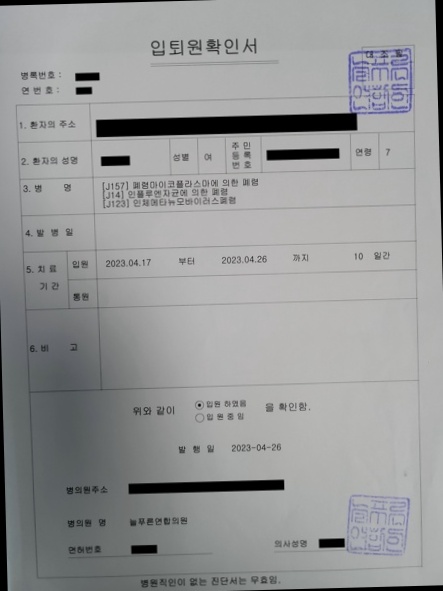 입퇴원확인서
대 조 필
병록번호 :
연 번 호 :
1. 환자의 주소
2. 환자의 성명 성별 여 주 민 등 록 번 호 연령 7
3. 병 명 [J157] 폐렴마이코플라스마에 의한 폐렴
[J14] 인플루엔자균에 의한 폐렴
[J123] 인체메타뉴모바이러스폐렴
4. 발 병 일
5. 치 료 기 간 입원 2023.04.17 부터 2023.04.26 까지 10 일간
통원
6. 비 고
위와 같이 입원 하였음 을 확인함.
입 원 중 임
발 행 일 2023-04-26
병의원주소
병의원 명 늘푸른연합의원
면허번호 의사성명
병원직인이 없는 진단서는 무효임.